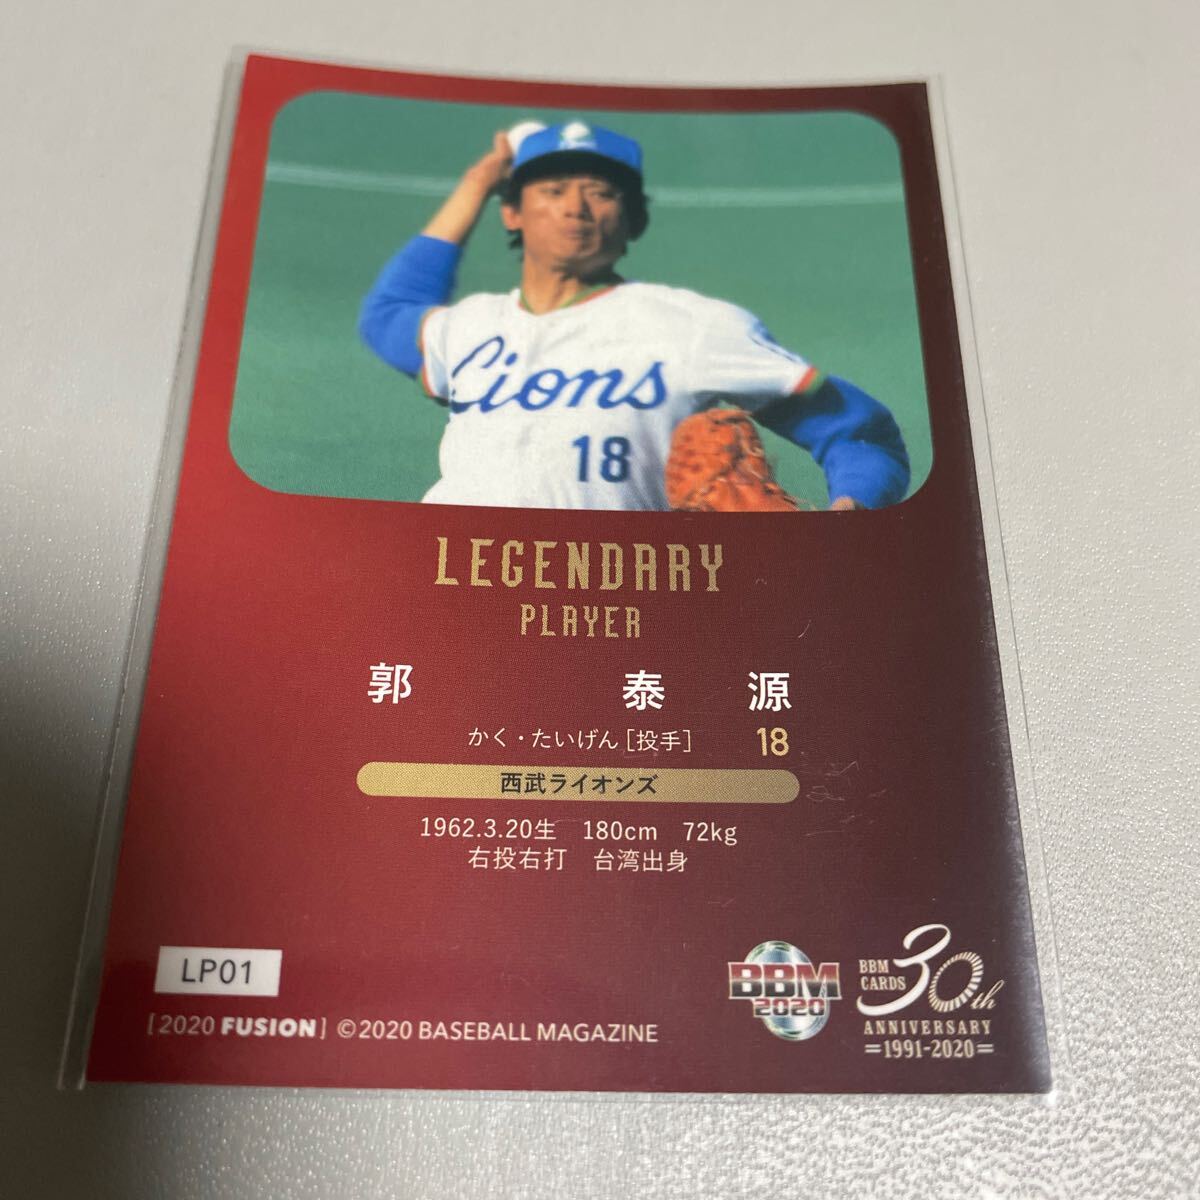 Lions
18
LEGENDARY
PLAYER
郭 泰 源
かく・たいげん[投手] 18
西武ライオンズ
1962.3.20生 180cm 72kg
右投右打 台湾出身
LP01
[2020 FUSION] ©2020 BASEBALL MAGAZINE
BBM
2020
BBM
CARDS
30th
ANNIVERSARY
=1991-2020=